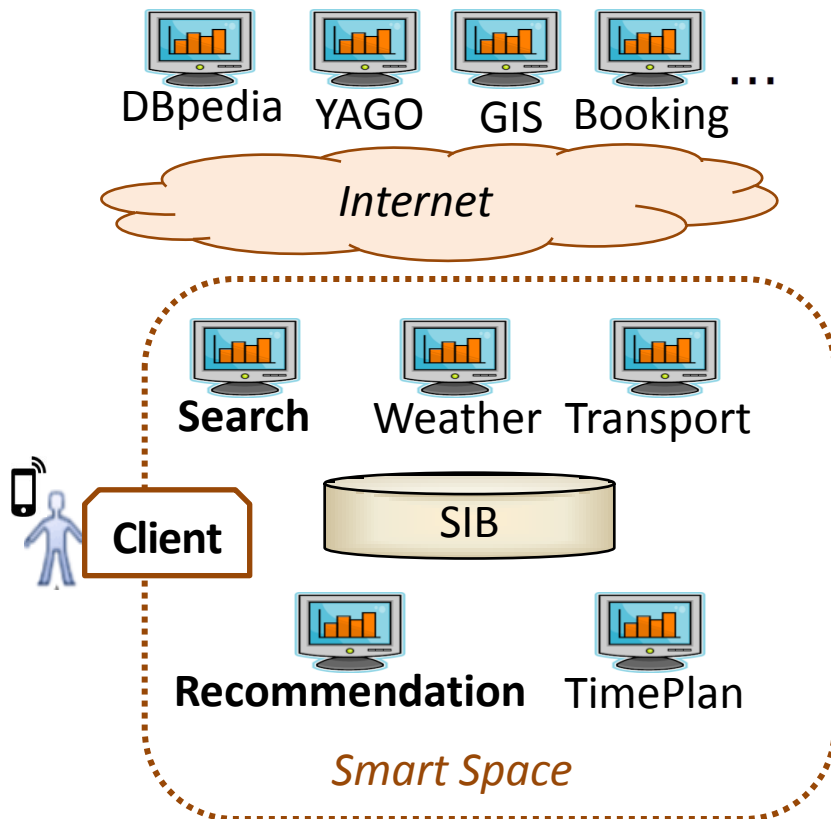 DBpedia YAGO GIS Booking ...
Internet
Search Weather Transport
SIB
Client
Recommendation TimePlan
Smart Space